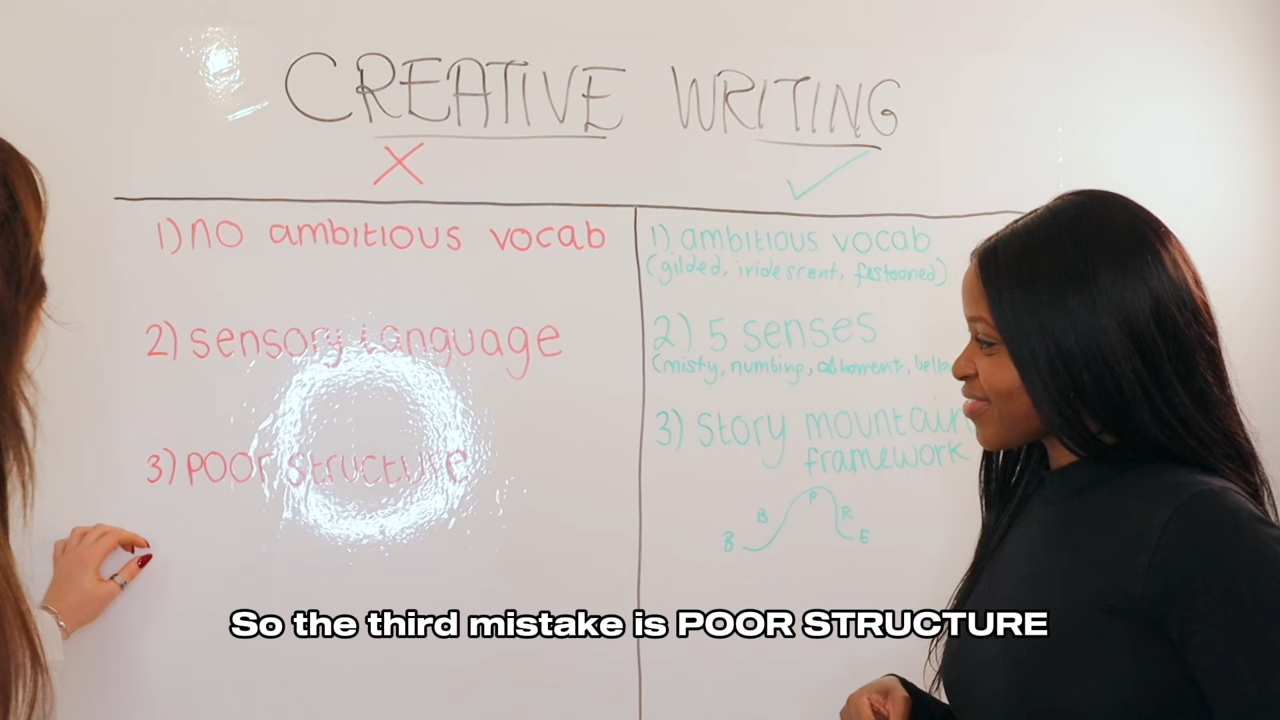 CREATIVE WRITING
1) no ambitious vocab
2) sensory language
3) poor structure
1) ambitious vocab
(gilded, iridescent, festooned)
2) 5 senses
(misty, numbing, abhorrent,
3) Story mountain
framework
B B P R E
So the third mistake is POOR STRUCTURE